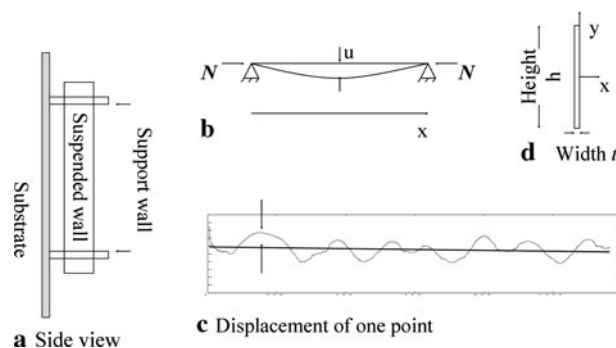 Substrate
Suspended wall
Support wall
a Side view
N
u
N
x
b
y
x
Height
h
d Width t
c Displacement of one point